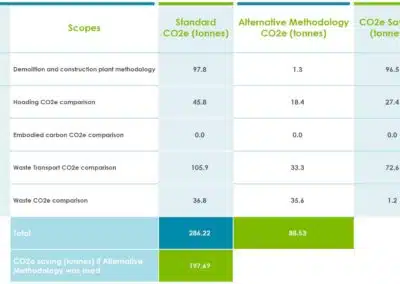 Scopes
Standard CO2e (tonnes)
Alternative Methodology CO2e (tonnes)
CO2e Sav
(tonne
Demolition and construction plant methodology 97.8 1.3 96.5
Hoading CO2e comparison 45.8 18.4 27.4
Embodied carbon CO2e comparison 0.0 0.0 0.0
Waste Transport CO2e comparison 105.9 33.3 72.6
Waste CO2e comparison 36.8 35.6 1.2
Total 286.22 88.53
CO2e saving (tonnes) if Alternative
Methodology was used 197.69